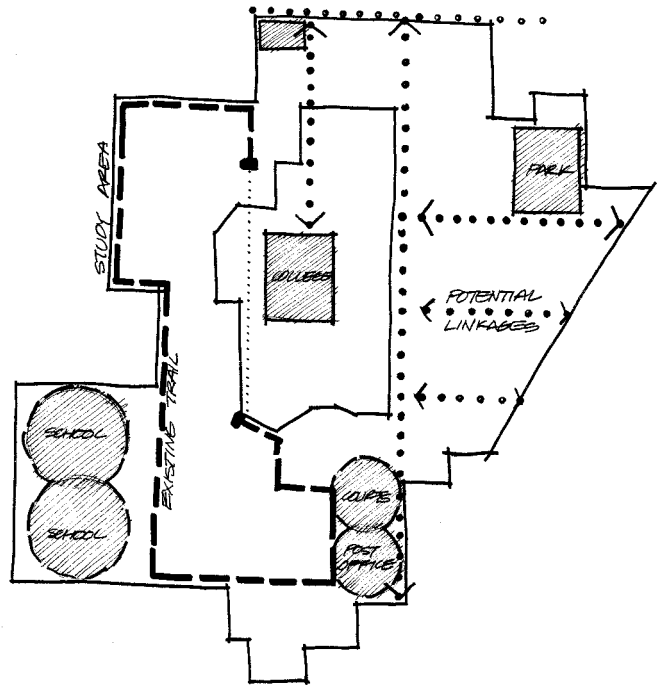 PARK
STUDY AREA
COLLEGE
POTENTIAL
LINKAGES
EXISTING TRAIL
SCHOOL
SCHOOL
COURTS
POST
OFFICE